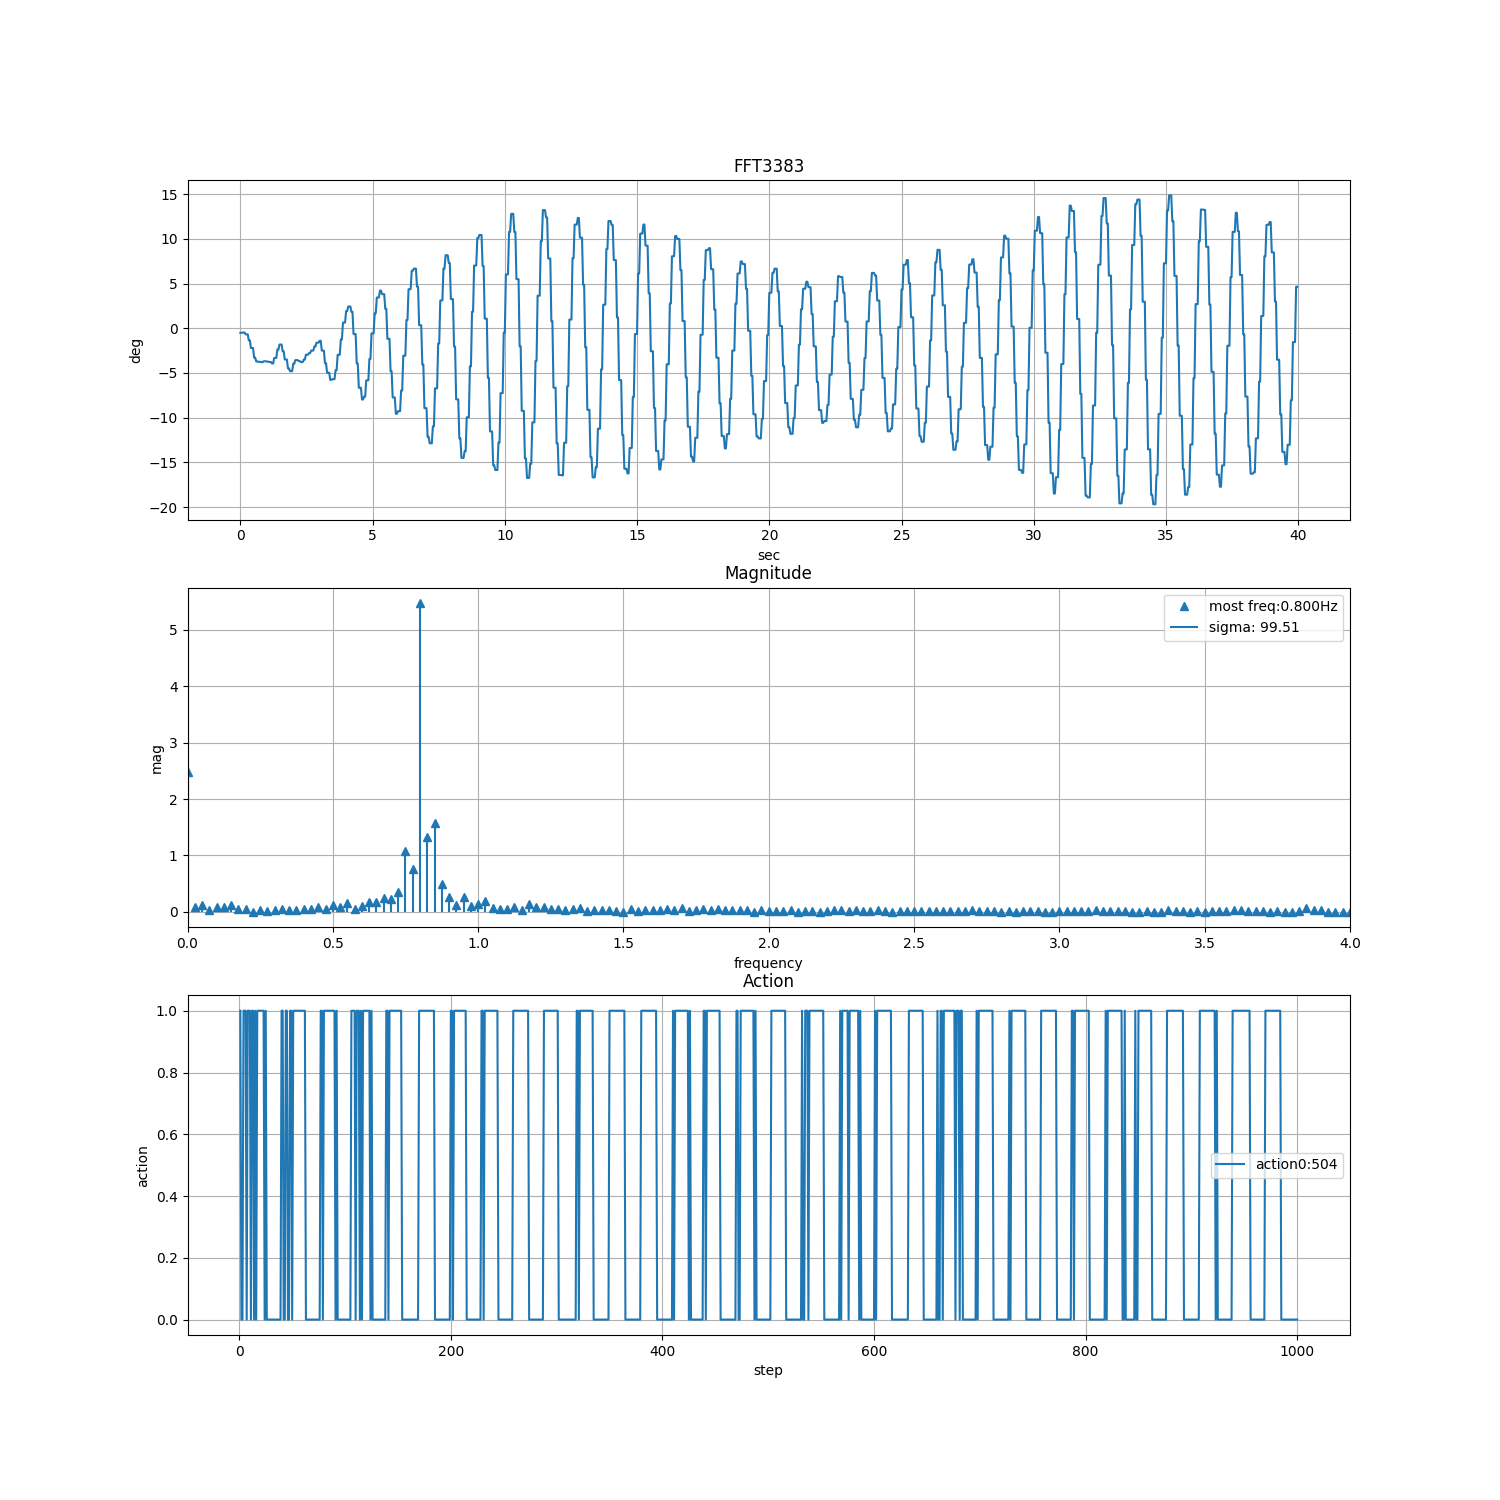 FFT3383
15
10
5
0
−5
−10
−15
−20
deg
0 5 10 15 20 25 30 35 40
sec
Magnitude
5
4
3
2
1
0
mag
most freq:0.800Hz
sigma: 99.51
0.0 0.5 1.0 1.5 2.0 2.5 3.0 3.5 4.0
frequency
Action
1.0
0.8
0.6
0.4
0.2
0.0
action
action0:504
0 200 400 600 800 1000
step